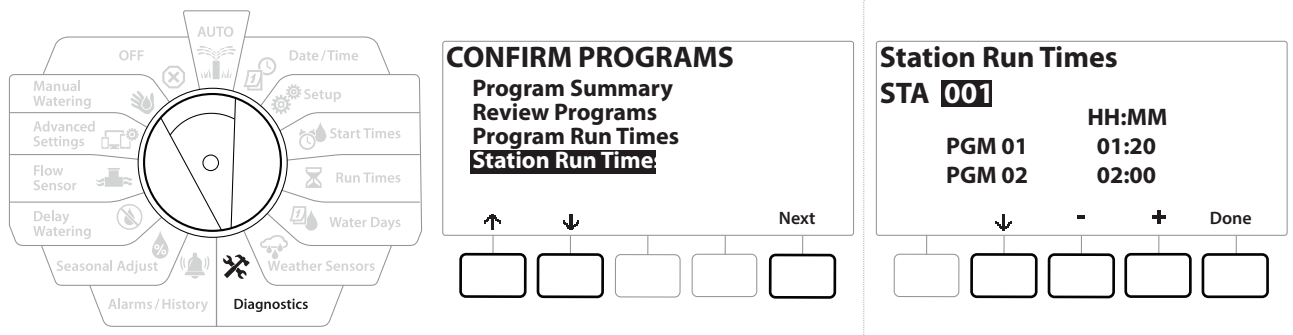 AUTO
OFF
Date / Time
Manual
Watering
Setup
Advanced
Settings
Start Times
Flow
Sensor
Run Times
Delay
Watering
Water Days
%
Seasonal Adjust
Weather Sensors
Alarms / History
Diagnostics
CONFIRM PROGRAMS
Program Summary
Review Programs
Program Run Times
Station Run Time
Next
Station Run Times
STA 001
HH:MM
PGM 01 01:20
PGM 02 02:00
- + Done